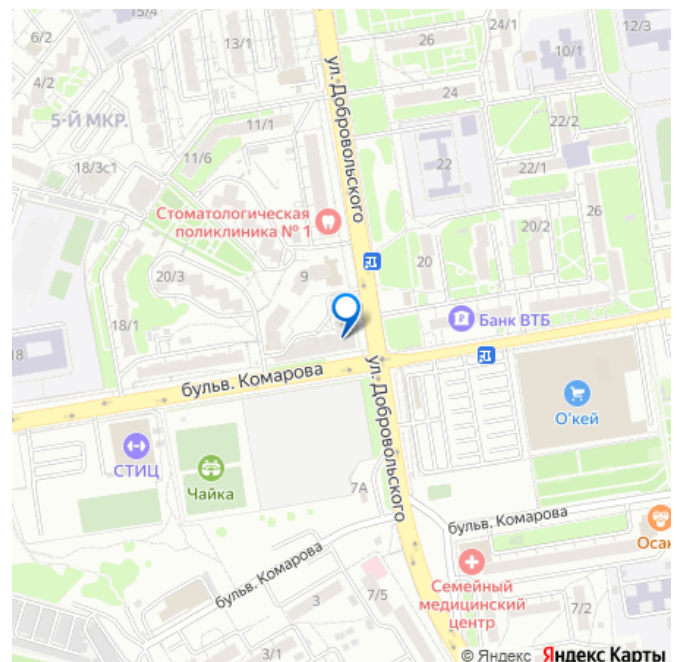 6/2
13/1
26
24/1
12/3
10/1
4/2
ул. Добровольского
24
5-Й МКР.
11/1
22/2
11/6
22
22/1
18/3с1
Стоматологическая
поликлиника № 1
26
20/2
20/3
9
20
18/1
Банк ВТБ
18
ул. Добровольского
бульв. Комарова
О'кей
СТИЦ
Чайка
7А
бульв. Комарова
Осак
бульв. Комарова
Семейный
медицинский
центр
3
7/5
7/2
3/1
© Яндекс Яндекс Карты